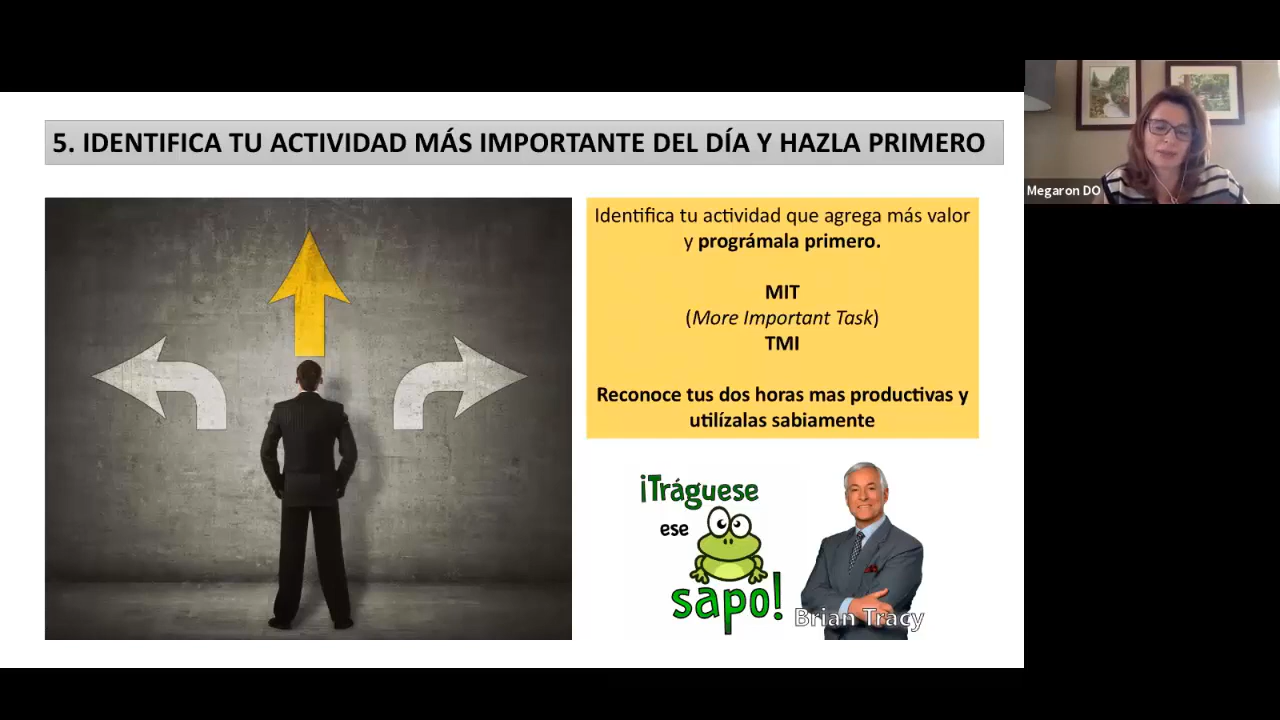 5. IDENTIFICA TU ACTIVIDAD MÁS IMPORTANTE DEL DÍA Y HAZLA PRIMERO
Identifica tu actividad que agrega más valor
y prográmala primero.
MIT
(More Important Task)
TMI
Reconoce tus dos horas mas productivas y
utilízalas sabiamente
¡Tráguese
ese
sapo!
Brian Tracy
Megaron DO